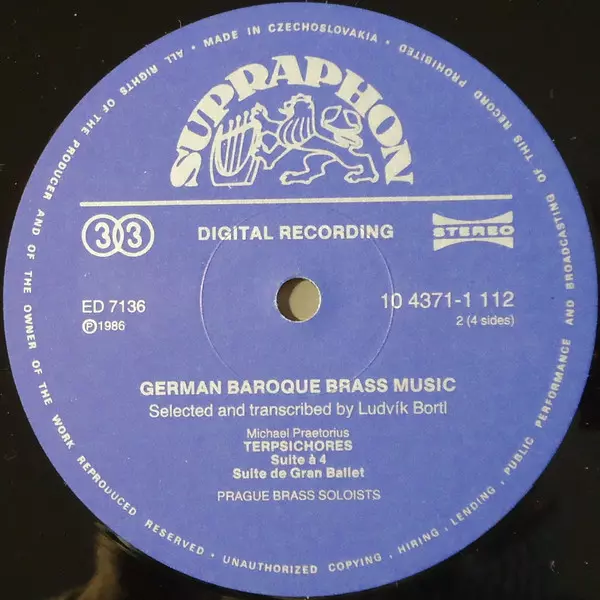 MADE IN CZECHOSLOVAKIA • ALL RIGHTS OF THE PRODUCER AND OF THE OWNER OF THE WORK REPRODUCED RESERVED • UNAUTHORIZED COPYING, HIRING, LENDING, PUBLIC PERFORMANCE AND BROADCASTING OF THIS RECORD PROHIBITED •
SUPRAPHON
33 DIGITAL RECORDING STEREO
ED 7136 10 4371-1 112
Ⓟ1986 2 (4 sides)
GERMAN BAROQUE BRASS MUSIC
Selected and transcribed by Ludvík Bortl
Michael Praetorius
TERPSICHORES
Suite à 4
Suite de Gran Ballet
PRAGUE BRASS SOLOISTS